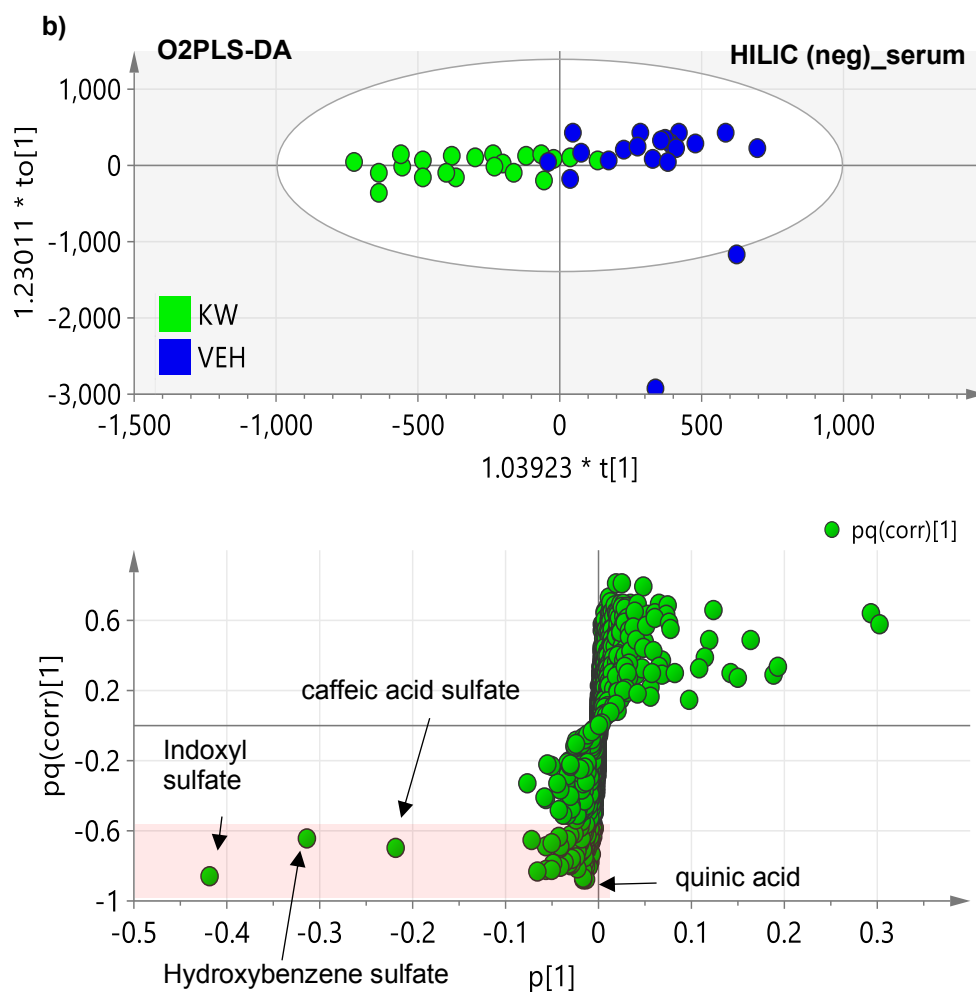 b)
O2PLS-DA
HILIC (neg)_serum
1,000
0
-1,000
-2,000
-3,000
1.23011 * to[1]
KW
VEH
-1,500
-1,000
-500
0
500
1,000
1.03923 * t[1]
pq(corr)[1]
0.6
0.2
-0.2
-0.6
-1
pq(corr)[1]
caffeic acid sulfate
Indoxyl
sulfate
quinic acid
Hydroxybenzene sulfate
-0.5
-0.4
-0.3
-0.2
-0.1
0
0.1
0.2
0.3
p[1]